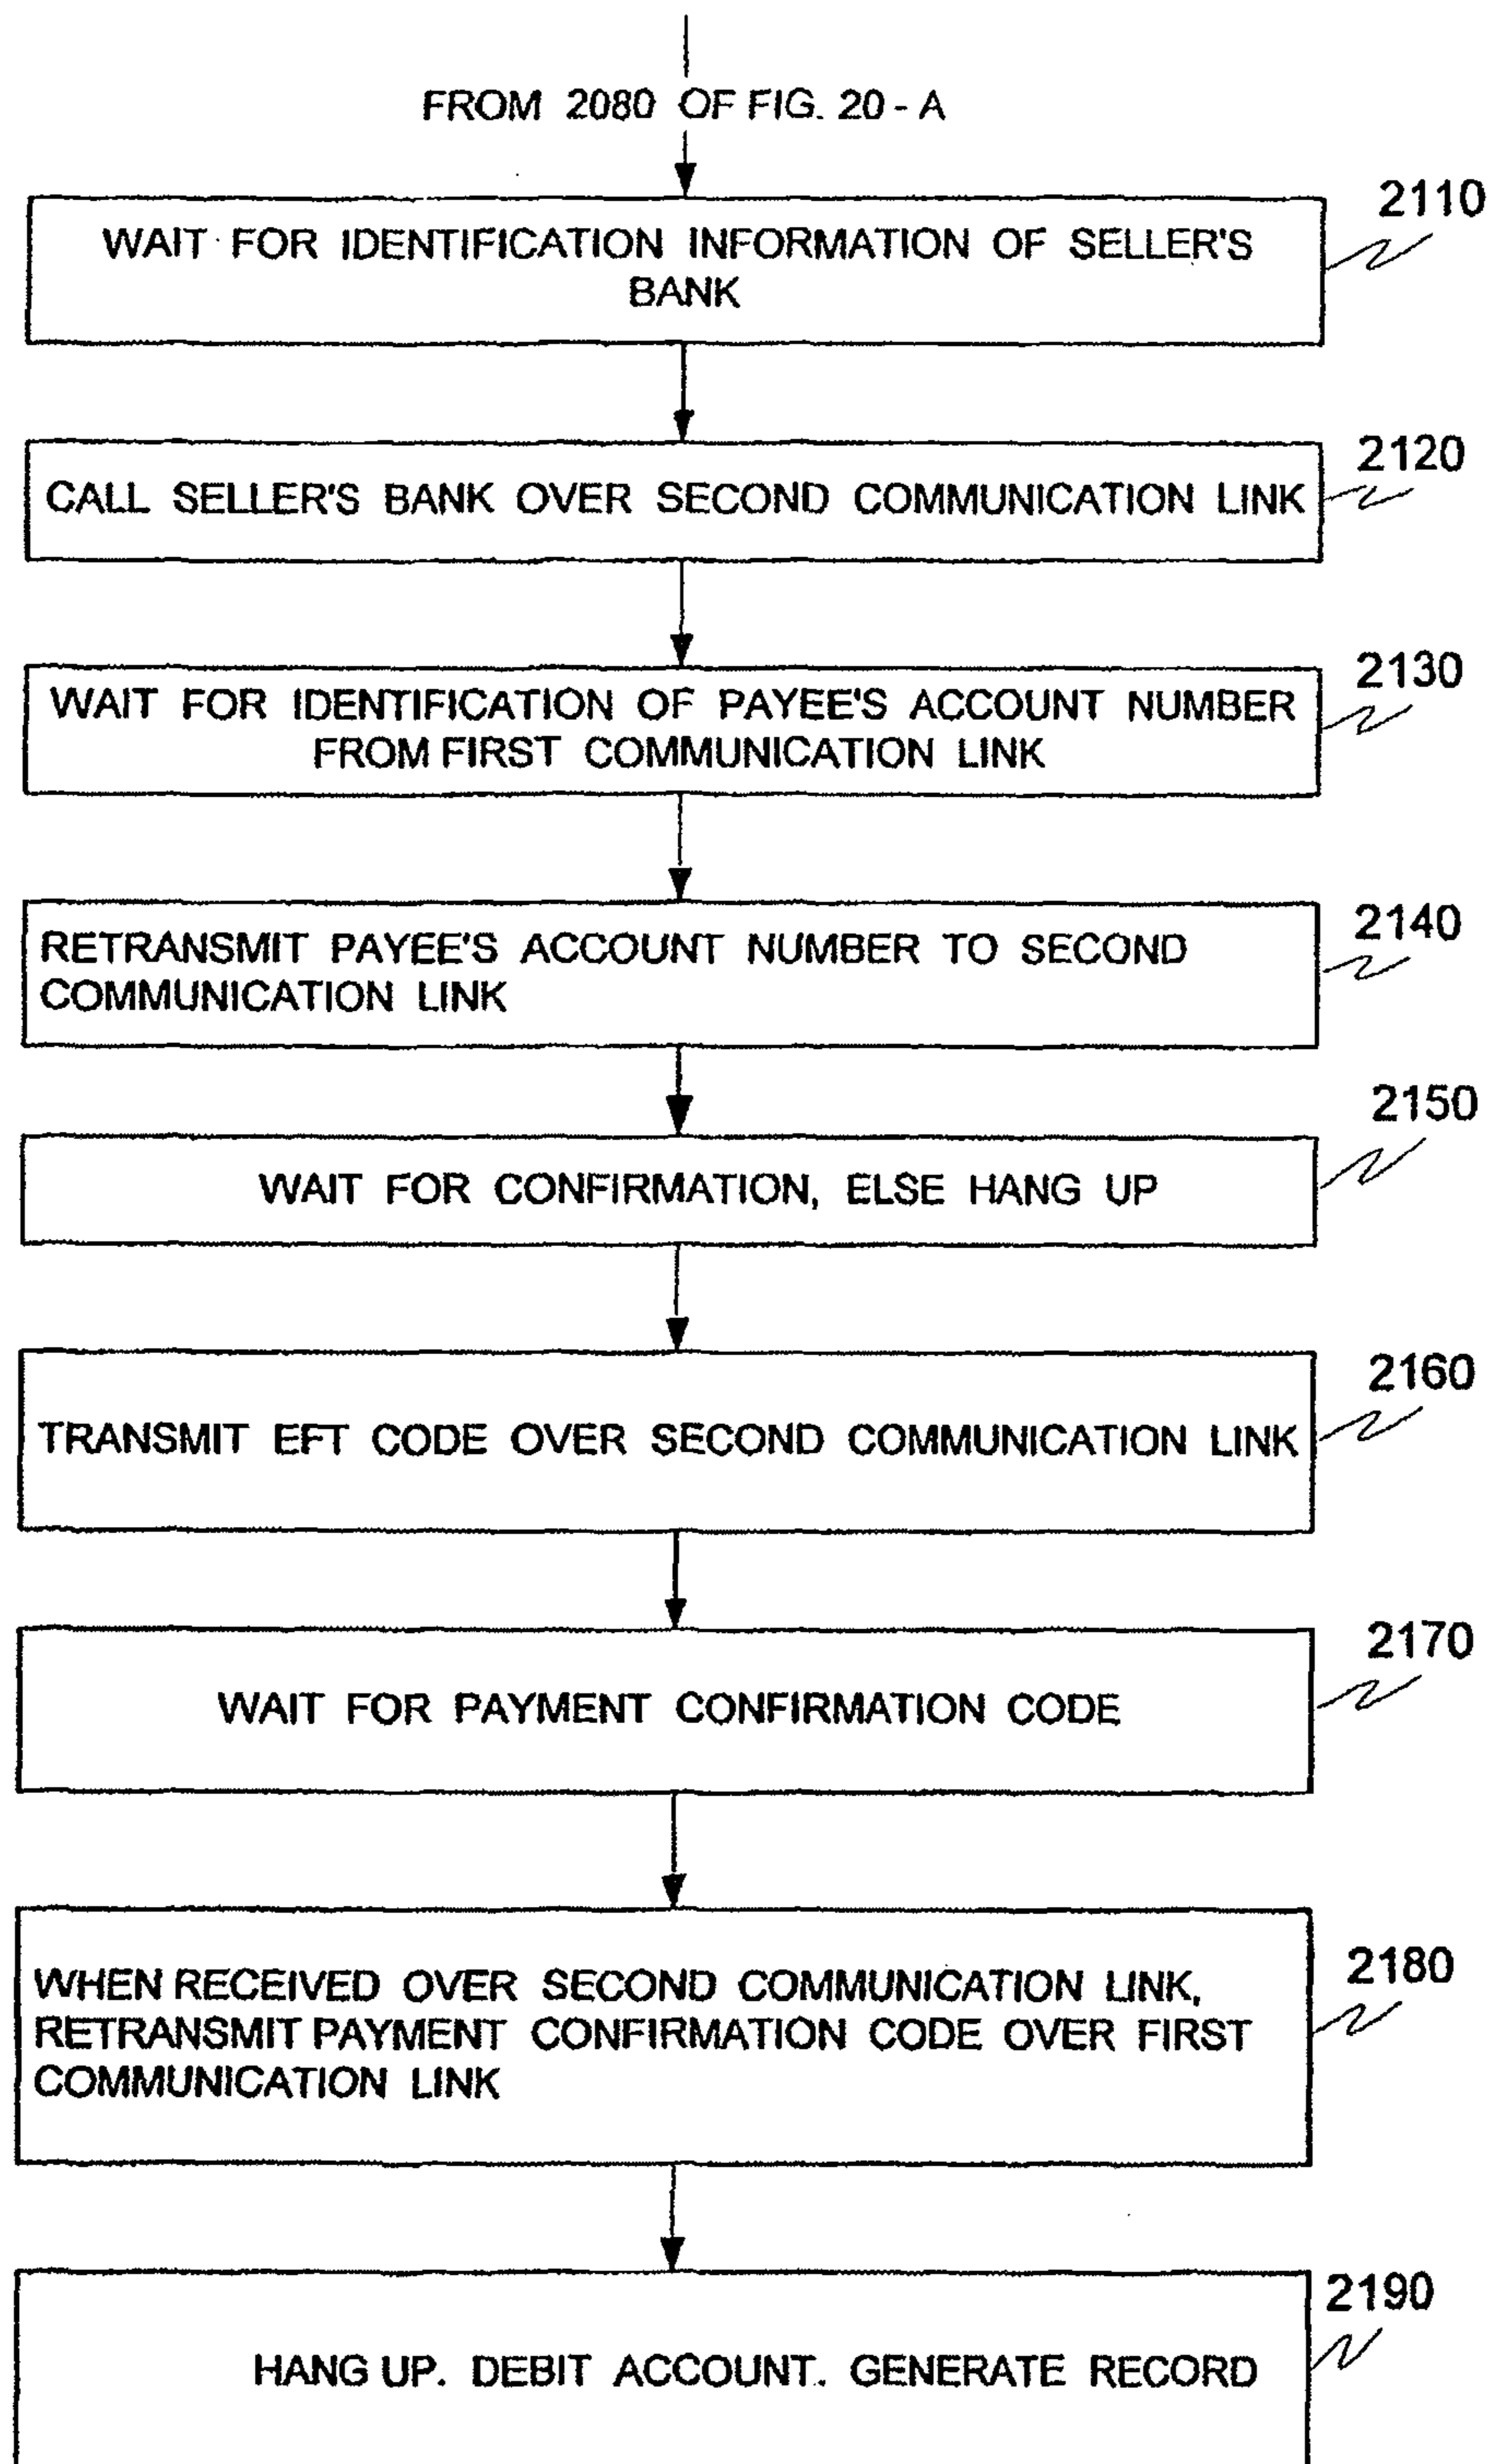 FROM 2080 OF FIG. 20 - A
2110
WAIT FOR IDENTIFICATION INFORMATION OF SELLER'S
BANK
2120
CALL SELLER'S BANK OVER SECOND COMMUNICATION LINK
2130
WAIT FOR IDENTIFICATION OF PAYEE'S ACCOUNT NUMBER
FROM FIRST COMMUNICATION LINK
2140
RETRANSMIT PAYEE'S ACCOUNT NUMBER TO SECOND
COMMUNICATION LINK
2150
WAIT FOR CONFIRMATION, ELSE HANG UP
2160
TRANSMIT EFT CODE OVER SECOND COMMUNICATION LINK
2170
WAIT FOR PAYMENT CONFIRMATION CODE
2180
WHEN RECEIVED OVER SECOND COMMUNICATION LINK,
RETRANSMIT PAYMENT CONFIRMATION CODE OVER FIRST
COMMUNICATION LINK
2190
HANG UP. DEBIT ACCOUNT. GENERATE RECORD